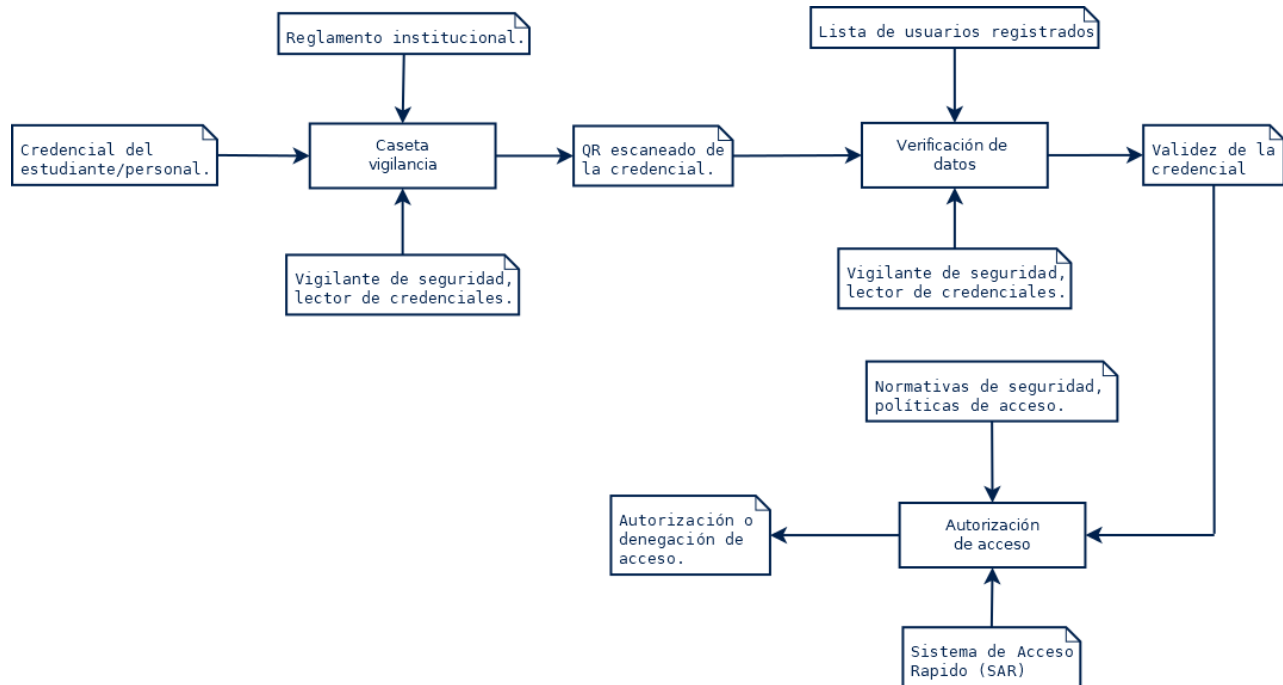 Reglamento institucional.
Lista de usuarios registrados
Credencial del
estudiante/personal.
Caseta
vigilancia
QR escaneado de
la credencial.
Verificación de
datos
Validez de la
credencial
Vigilante de seguridad,
lector de credenciales.
Vigilante de seguridad,
lector de credenciales.
Normativas de seguridad,
políticas de acceso.
Autorización o
denegación de
acceso.
Autorización
de acceso
Sistema de Acceso
Rapido (SAR)